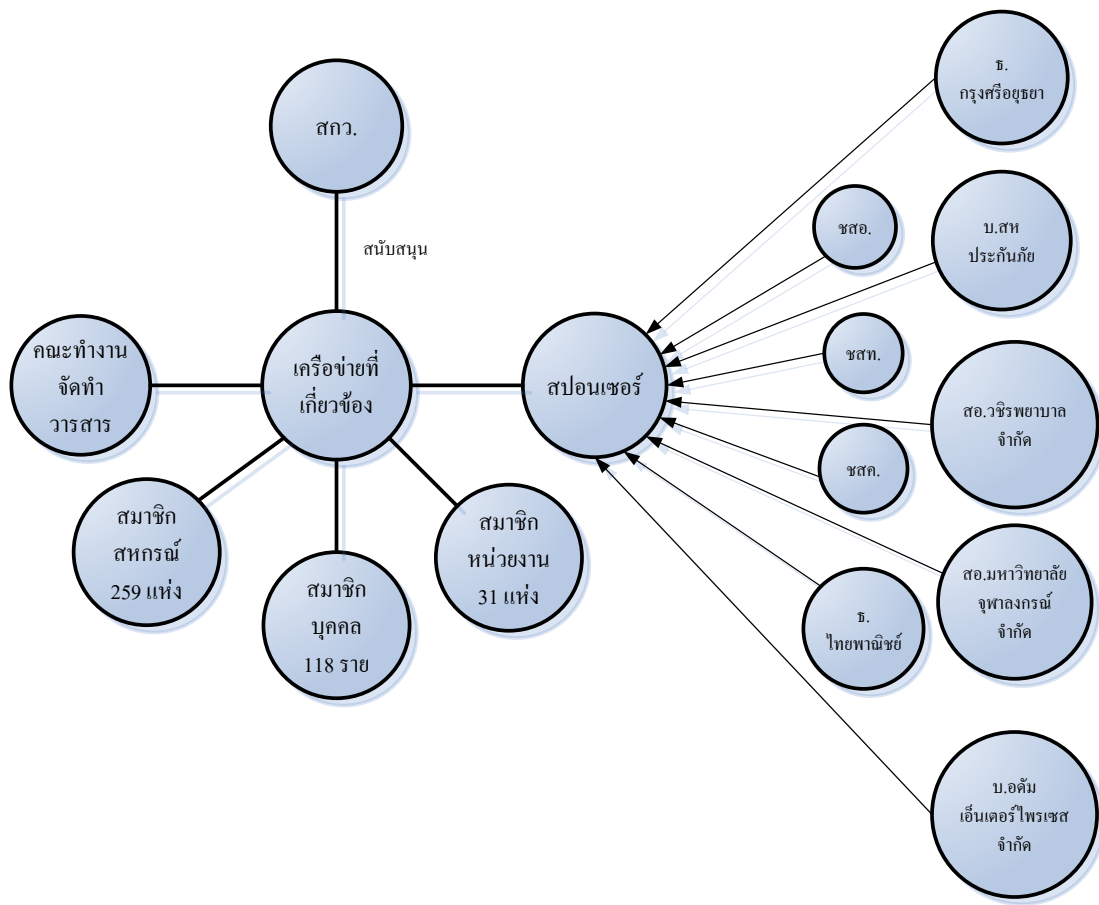 สกว.
สนับสนุน
คณะทำงาน
จัดทำ
วารสาร
เครือข่ายที่
เกี่ยวข้อง
สปอนเซอร์
สมาชิก
สหกรณ์
259 แห่ง
สมาชิก
บุคคล
118 ราย
สมาชิก
หน่วยงาน
31 แห่ง
ธ.
กรุงศรีอยุธยา
ชสอ.
บ.สห
ประกันภัย
ชสท.
สอ.วชิรพยาบาล
จำกัด
ชสค.
สอ.มหาวิทยาลัย
จุฬาลงกรณ์
จำกัด
ธ.
ไทยพาณิชย์
บ.อดัม
เอ็นเตอร์ไพรเซส
จำกัด